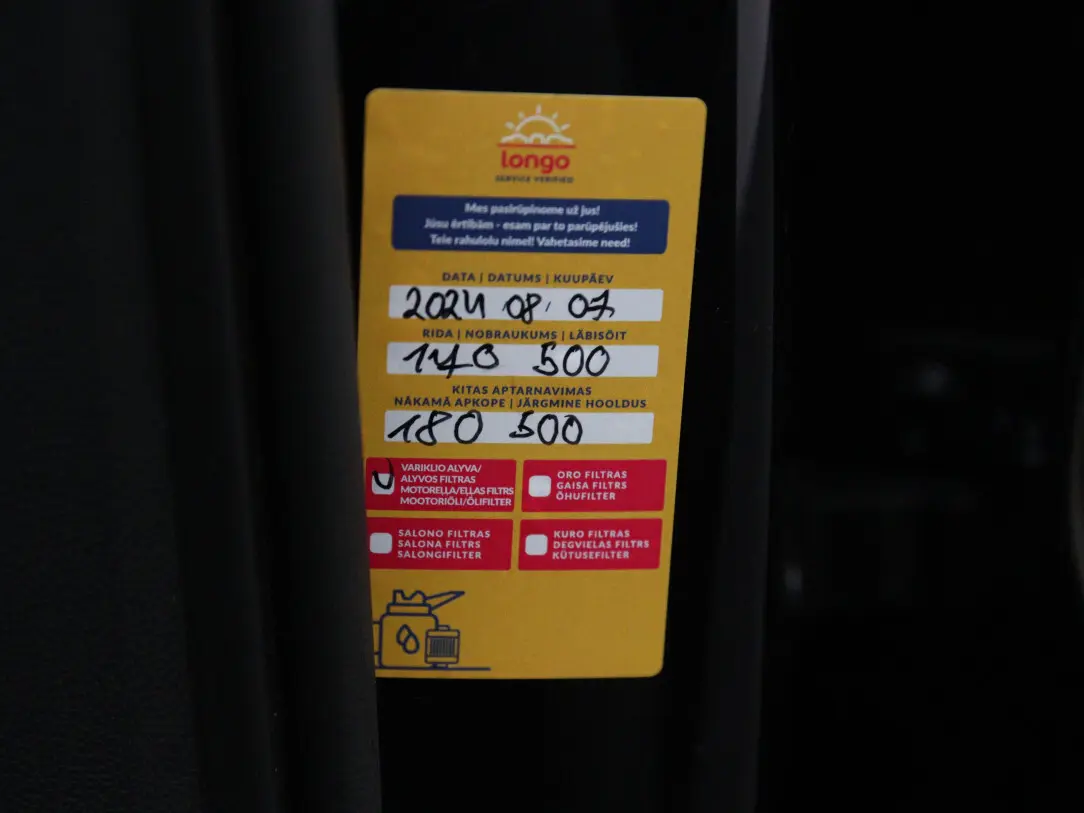 longo
SERVICE VERIFIED
Mes pasirūpinome už jus!
Jūsu ērtībām - esam par to parūpējušies!
Teie rahulolu nimel! Vahetasime need!
DATA | DATUMS | KUUPÄEV
2024 08. 07
RIDA | NOBRAUKUMS | LÄBISÕIT
140 500
KITAS APTARNAVIMAS
NĀKAMĀ APKOPE | JÄRGMINE HOOLDUS
180 500
VARIKLIO ALYVA/
ALYVOS FILTRAS
MOTORELLA/ELLAS FILTRS
MOOTORIÕLI/ÕLIFILTER
ORO FILTRAS
GAISA FILTRS
ÕHUFILTER
SALONO FILTRAS
SALONA FILTRS
SALONGIFILTER
KURO FILTRAS
DEGVIELAS FILTRS
KÜTUSEFILTER